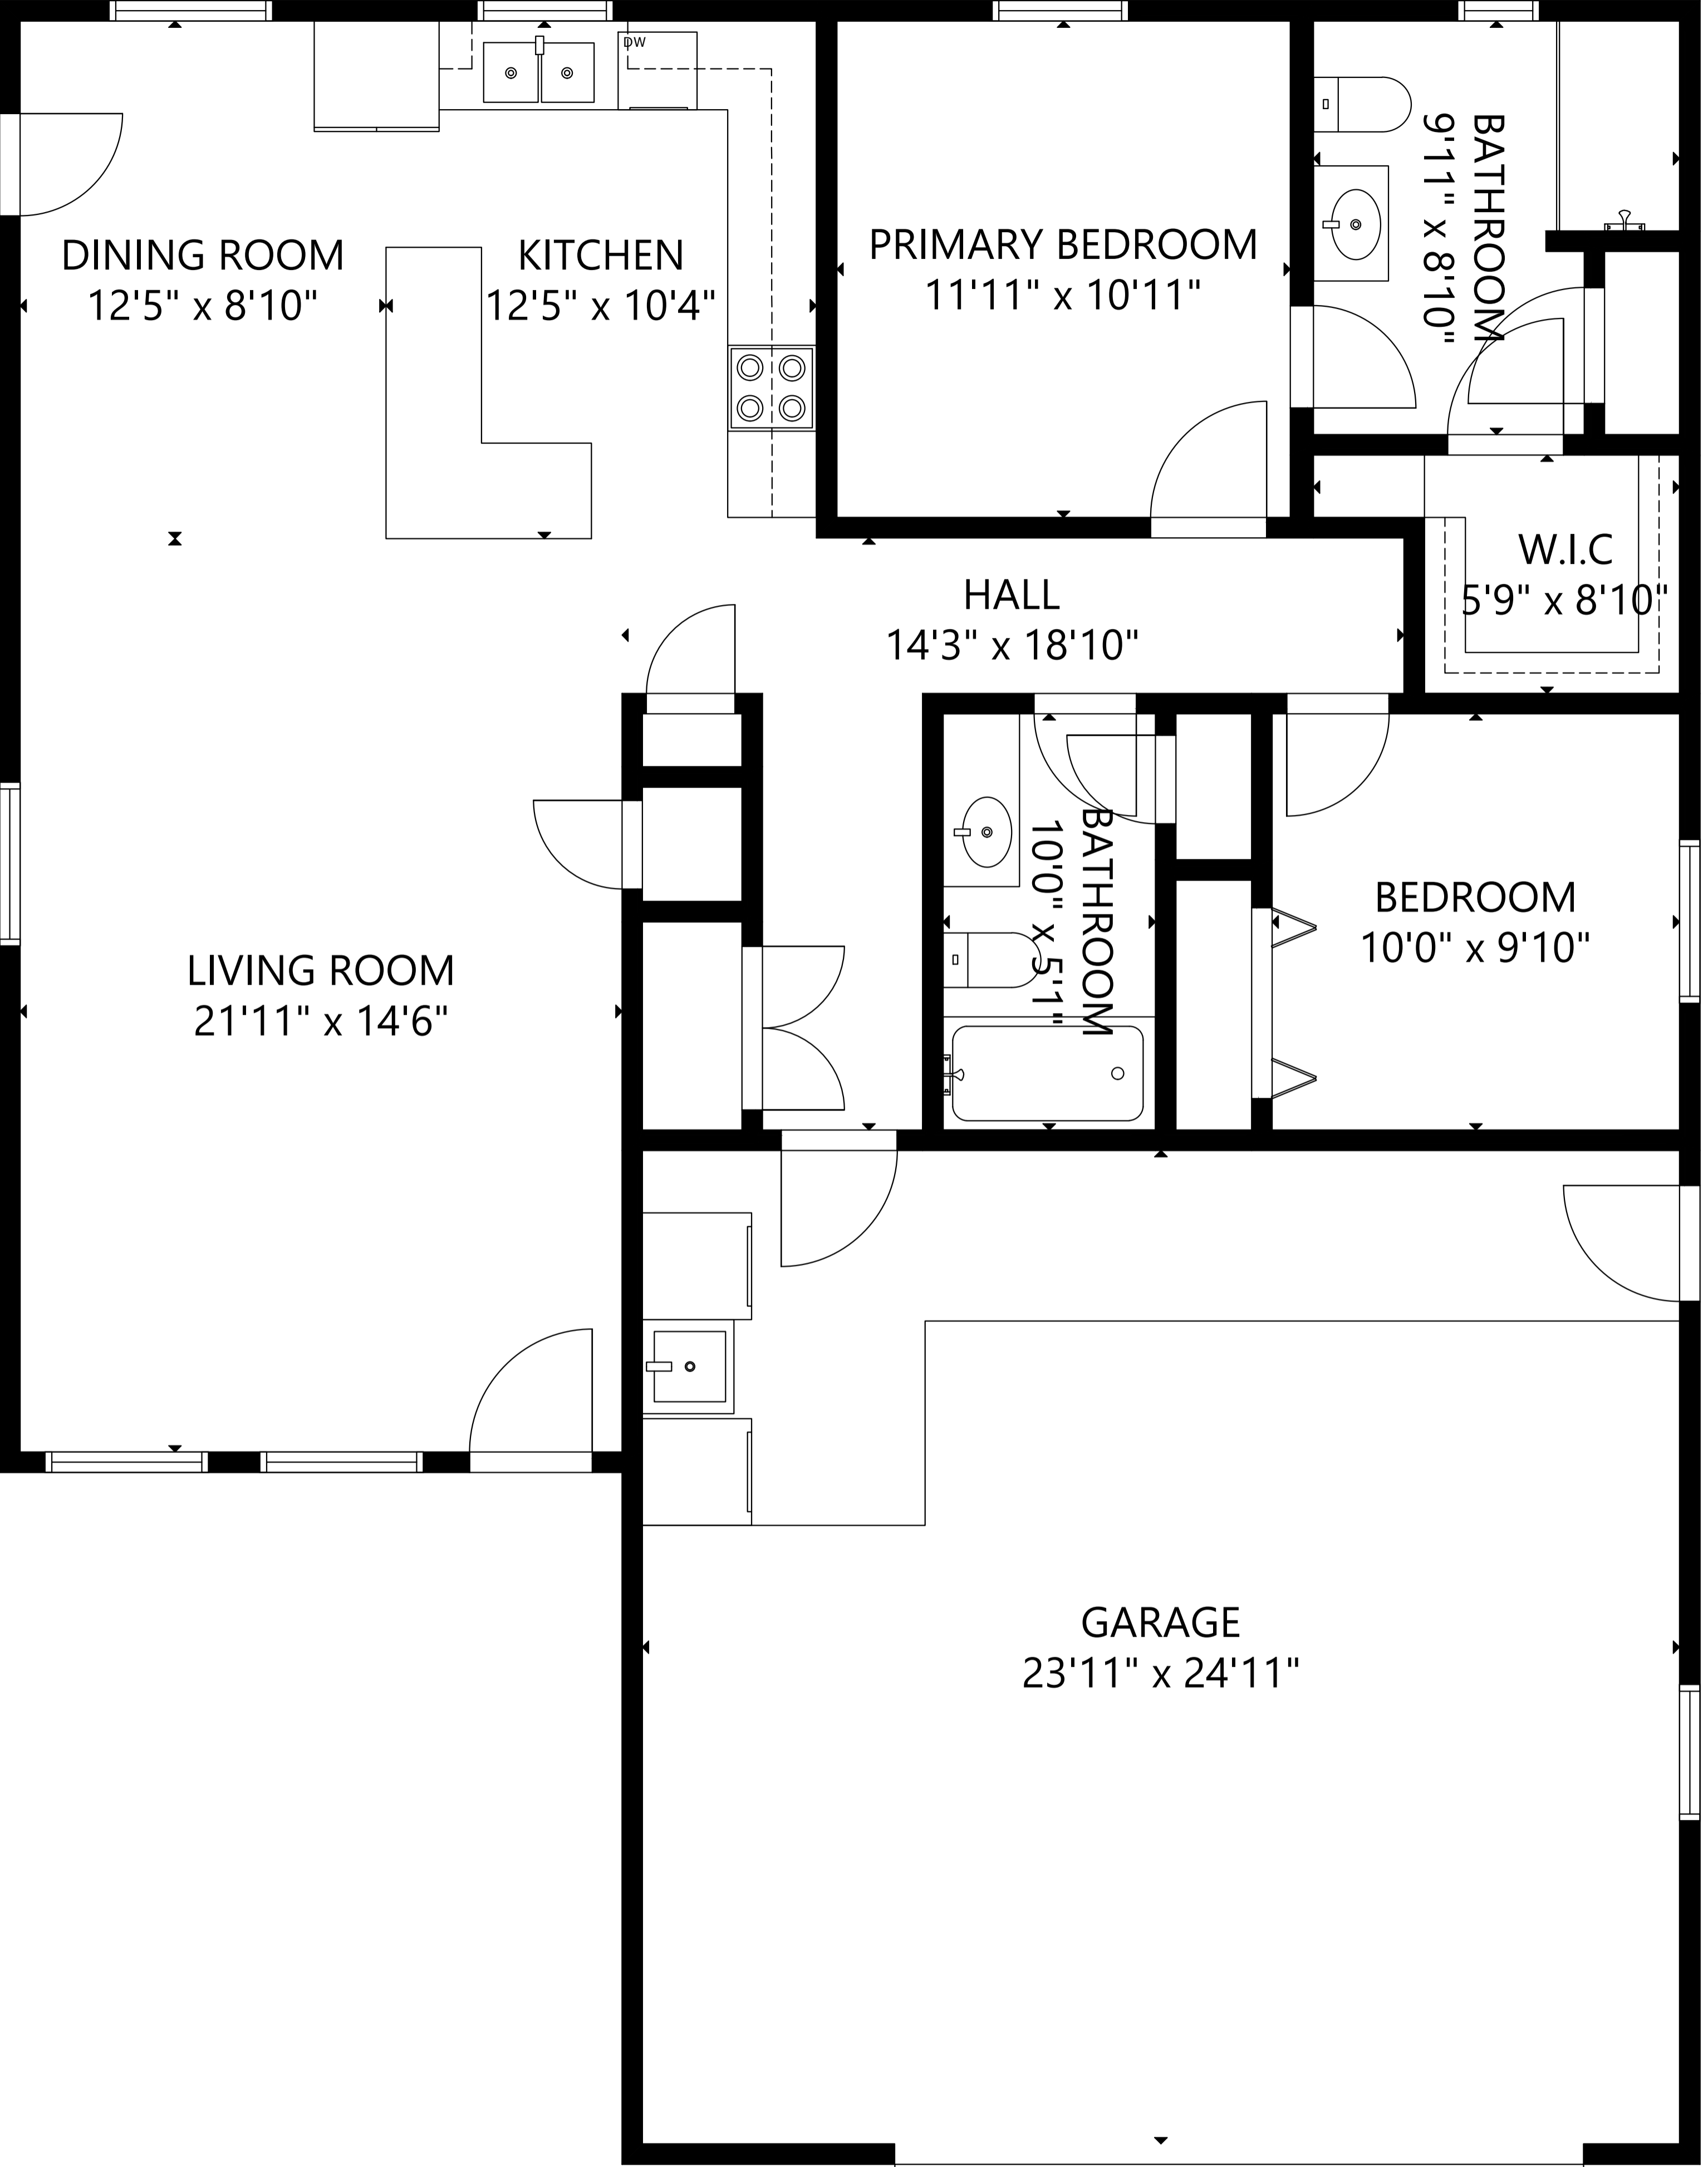 DW
DINING ROOM
12'5" x 8'10"
KITCHEN
12'5" x 10'4"
PRIMARY BEDROOM
11'11" x 10'11"
BATHROOM
9'11" x 8'10"
W.I.C
5'9" x 8'10"
HALL
14'3" x 18'10"
BATHROOM
10'0" x 5'1"
BEDROOM
10'0" x 9'10"
LIVING ROOM
21'11" x 14'6"
GARAGE
23'11" x 24'11"